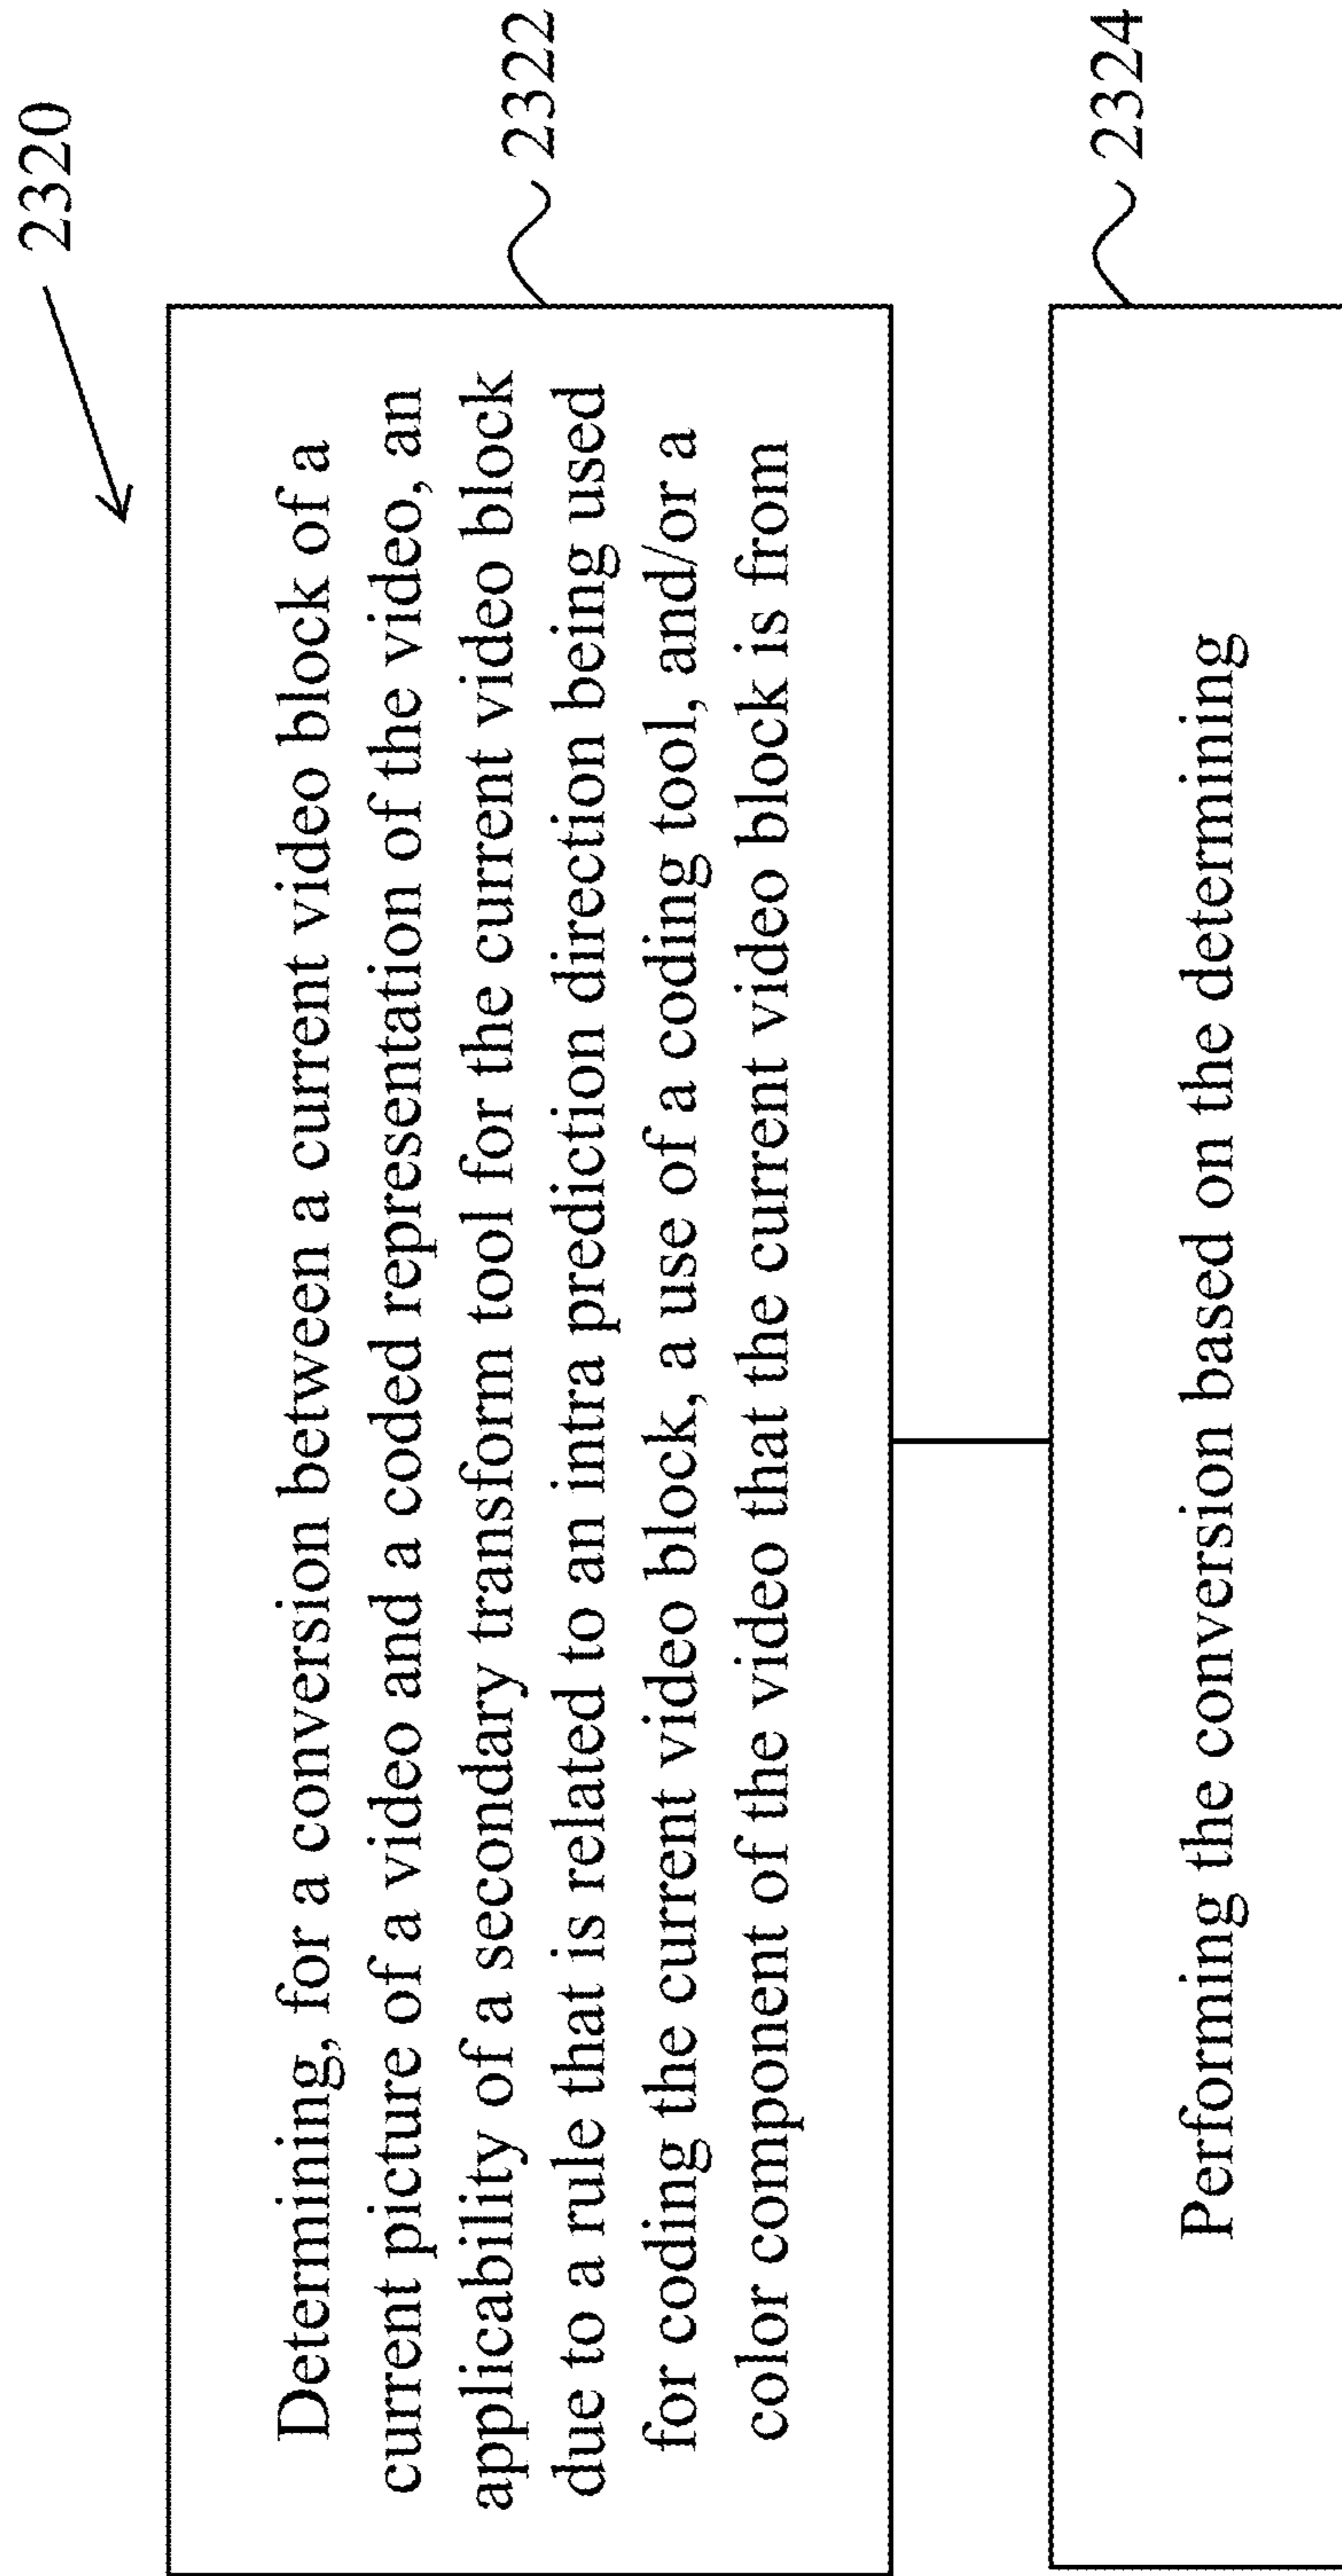 2320
Determining, for a conversion between a current video block of a
current picture of a video and a coded representation of the video, an
applicability of a secondary transform tool for the current video block
due to a rule that is related to an intra prediction direction being used
for coding the current video block, a use of a coding tool, and/or a
color component of the video that the current video block is from
2322
Performing the conversion based on the determining
2324